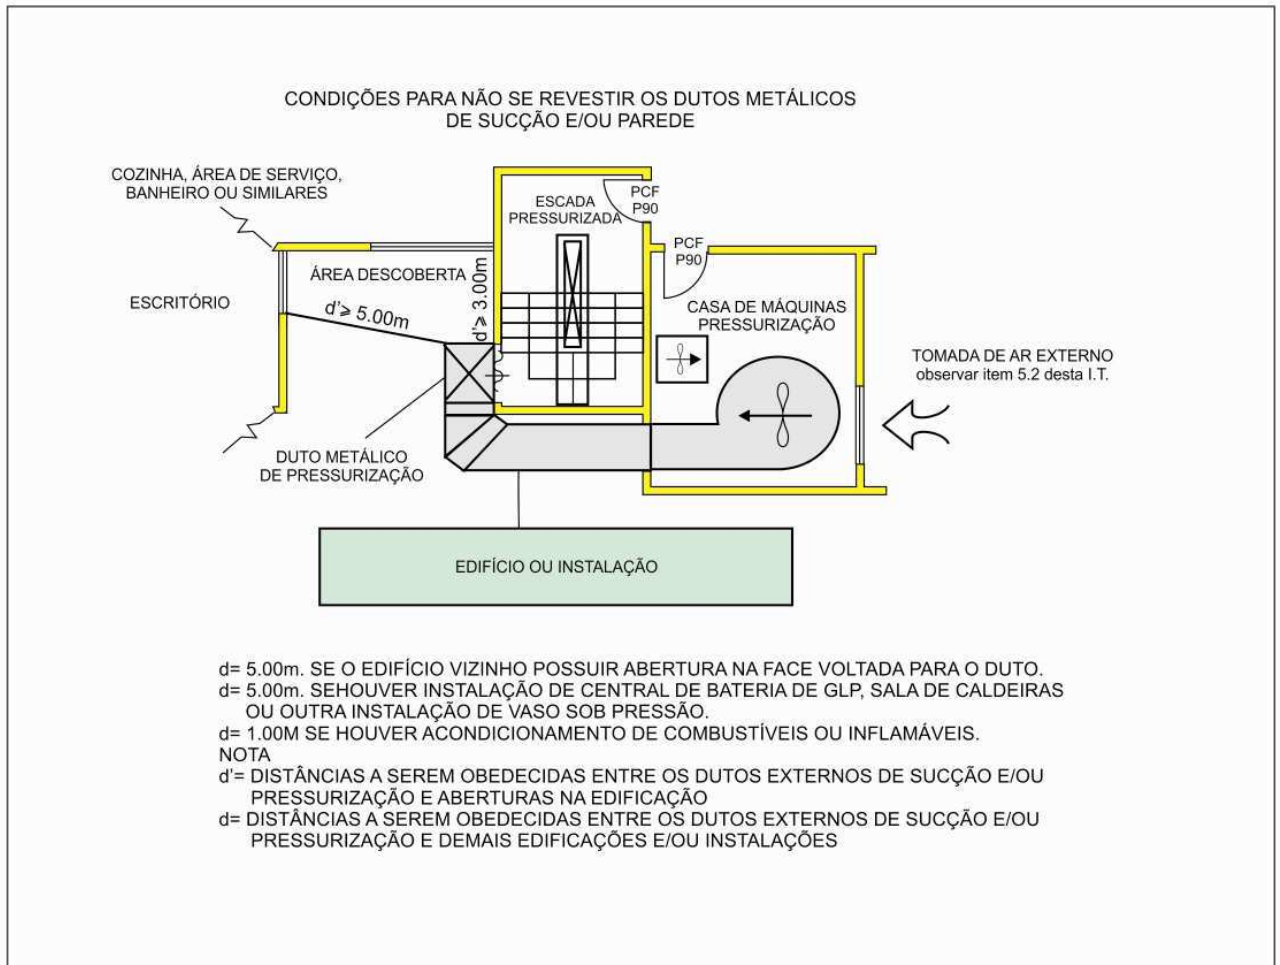 CONDIÇÕES PARA NÃO SE REVESTIR OS DUTOS METÁLICOS
DE SUCÇÃO E/OU PAREDE
COZINHA, ÁREA DE SERVIÇO,
BANHEIRO OU SIMILARES
ESCADA
PRESSURIZADA
PCF
P90
PCF
P90
ÁREA DESCOBERTA
ESCRITÓRIO
d'⩾ 5.00m
d'⩾ 3.00m
CASA DE MÁQUINAS
PRESSURIZAÇÃO
TOMADA DE AR EXTERNO
observar item 5.2 desta I.T.
DUTO METÁLICO
DE PRESSURIZAÇÃO
EDIFÍCIO OU INSTALAÇÃO
d= 5.00m. SE O EDIFÍCIO VIZINHO POSSUIR ABERTURA NA FACE VOLTADA PARA O DUTO.
d= 5.00m. SEHOUVER INSTALAÇÃO DE CENTRAL DE BATERIA DE GLP, SALA DE CALDEIRAS
OU OUTRA INSTALAÇÃO DE VASO SOB PRESSÃO.
d= 1.00M SE HOUVER ACONDICIONAMENTO DE COMBUSTÍVEIS OU INFLAMÁVEIS.
NOTA
d'= DISTÂNCIAS A SEREM OBEDECIDAS ENTRE OS DUTOS EXTERNOS DE SUCÇÃO E/OU
PRESSURIZAÇÃO E ABERTURAS NA EDIFICAÇÃO
d= DISTÂNCIAS A SEREM OBEDECIDAS ENTRE OS DUTOS EXTERNOS DE SUCÇÃO E/OU
PRESSURIZAÇÃO E DEMAIS EDIFICAÇÕES E/OU INSTALAÇÕES